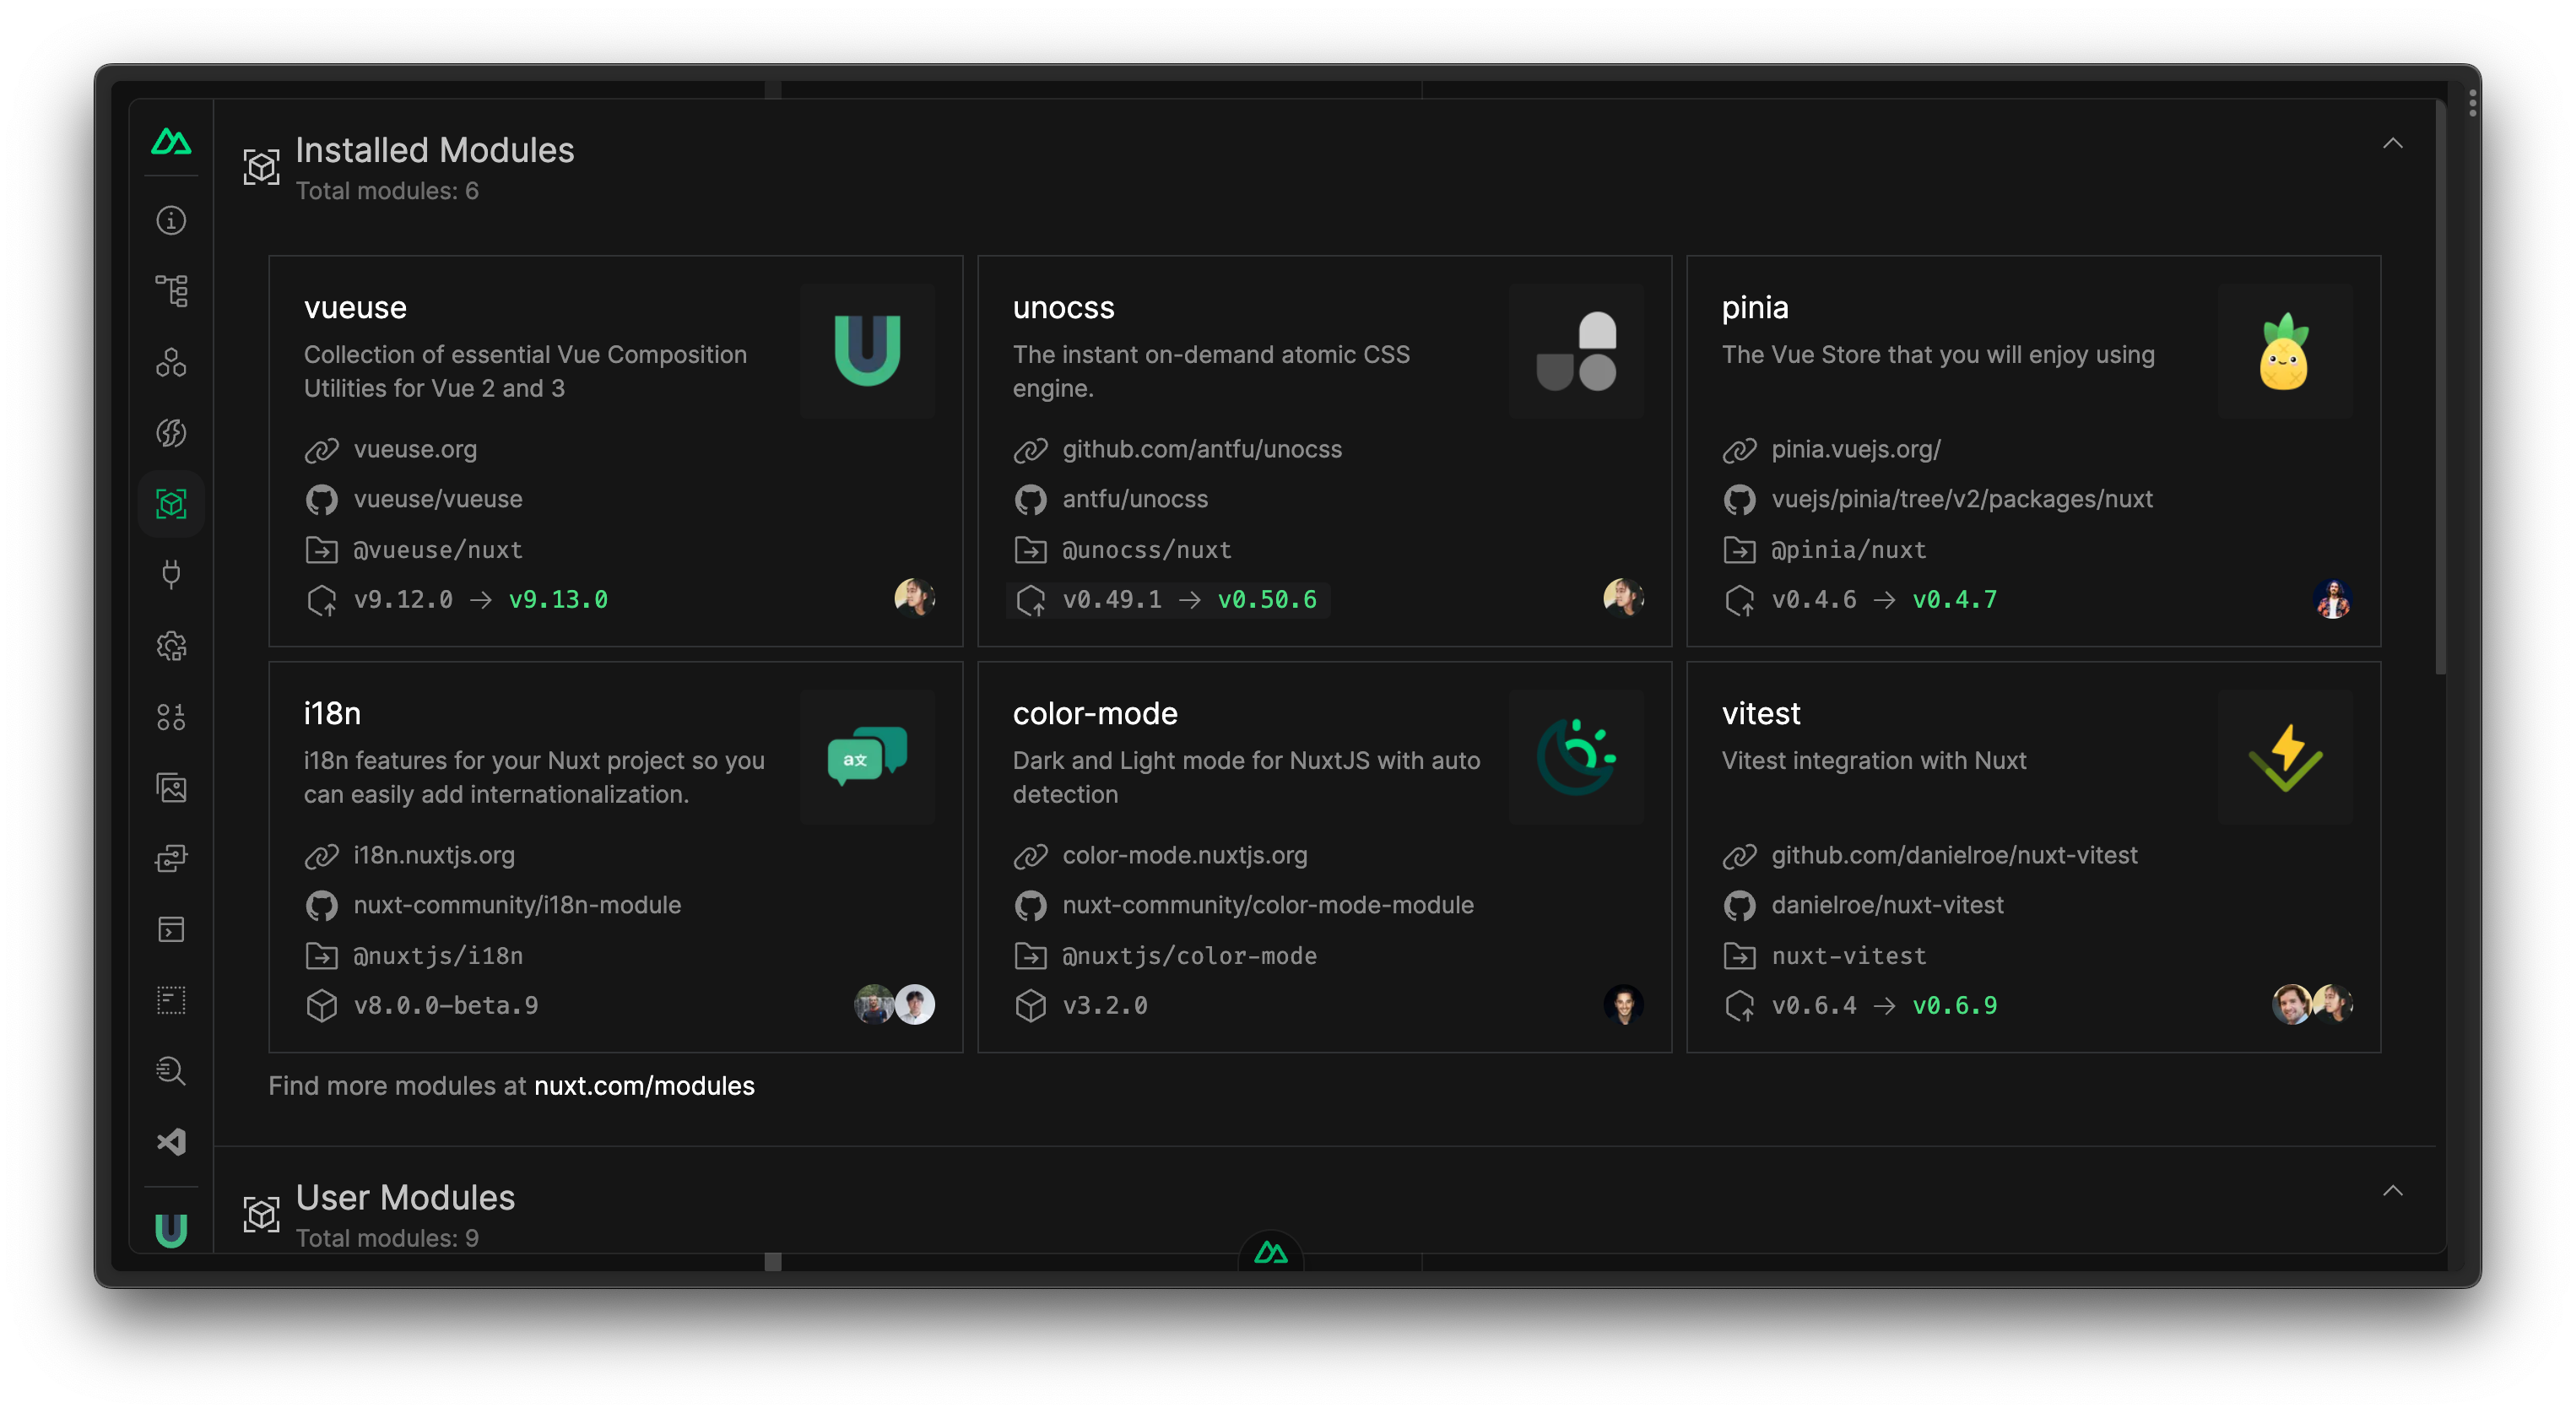 Installed Modules
Total modules: 6
vueuse
Collection of essential Vue Composition
Utilities for Vue 2 and 3
vueuse.org
vueuse/vueuse
@vueuse/nuxt
v9.12.0 → v9.13.0
unocss
The instant on-demand atomic CSS
engine.
github.com/antfu/unocss
antfu/unocss
@unocss/nuxt
v0.49.1 → v0.50.6
pinia
The Vue Store that you will enjoy using
pinia.vuejs.org/
vuejs/pinia/tree/v2/packages/nuxt
@pinia/nuxt
v0.4.6 → v0.4.7
i18n
i18n features for your Nuxt project so you
can easily add internationalization.
i18n.nuxtjs.org
nuxt-community/i18n-module
@nuxtjs/i18n
v8.0.0-beta.9
color-mode
Dark and Light mode for NuxtJS with auto
detection
color-mode.nuxtjs.org
nuxt-community/color-mode-module
@nuxtjs/color-mode
v3.2.0
vitest
Vitest integration with Nuxt
github.com/danielroe/nuxt-vitest
danielroe/nuxt-vitest
nuxt-vitest
v0.6.4 → v0.6.9
Find more modules at nuxt.com/modules
User Modules
Total modules: 9